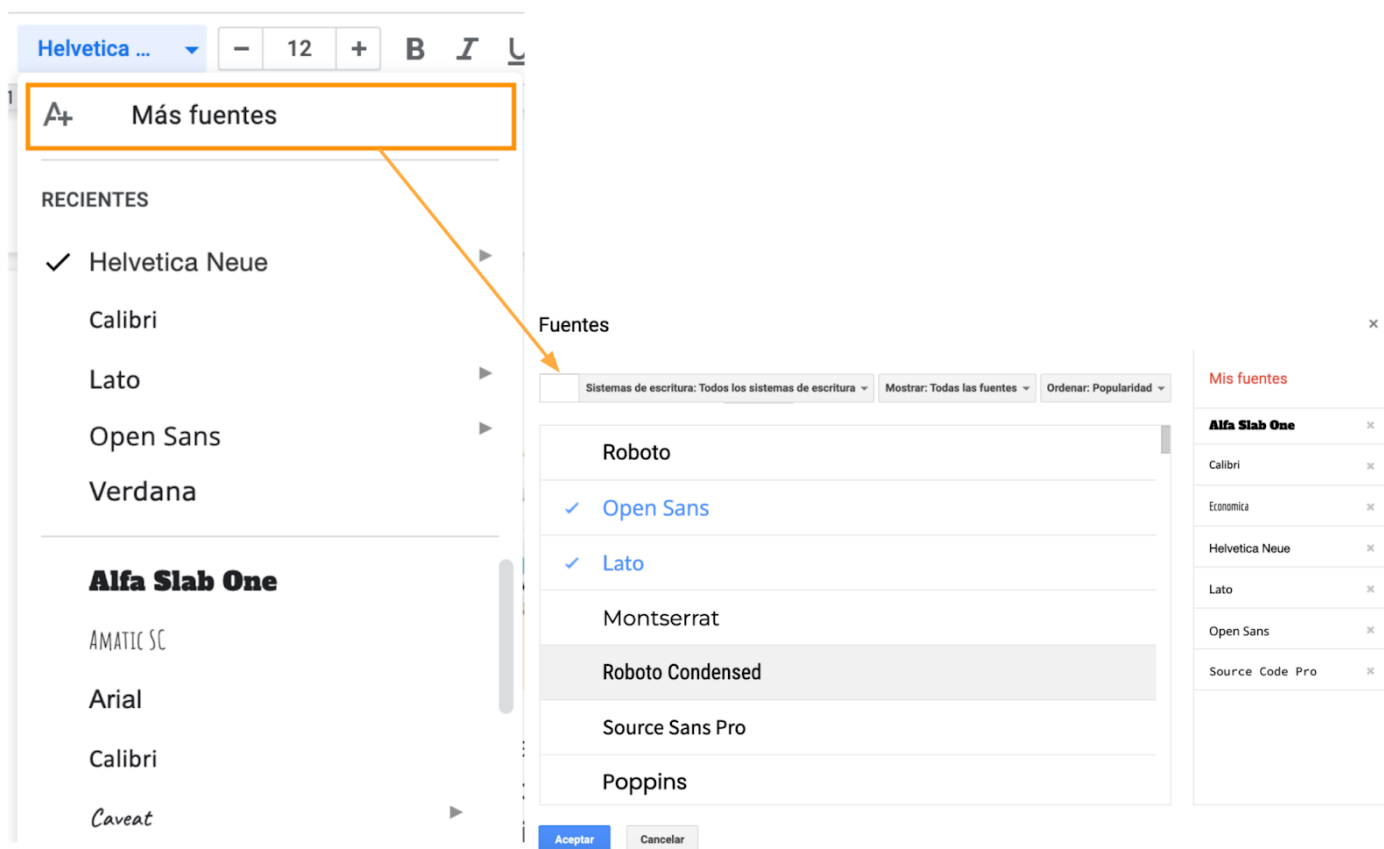 Helvetica ...
− 12 + B I U
1
Más fuentes
RECIENTES
Helvetica Neue
Calibri
Lato
Open Sans
Verdana
Alfa Slab One
Amatic SC
Arial
Calibri
Caveat
Fuentes
Sistemas de escritura: Todos los sistemas de escritura
Mostrar: Todas las fuentes
Ordenar: Popularidad
Roboto
Open Sans
Lato
Montserrat
Roboto Condensed
Source Sans Pro
Poppins
Aceptar
Cancelar
Mis fuentes
Alfa Slab One
Calibri
Economica
Helvetica Neue
Lato
Open Sans
Source Code Pro